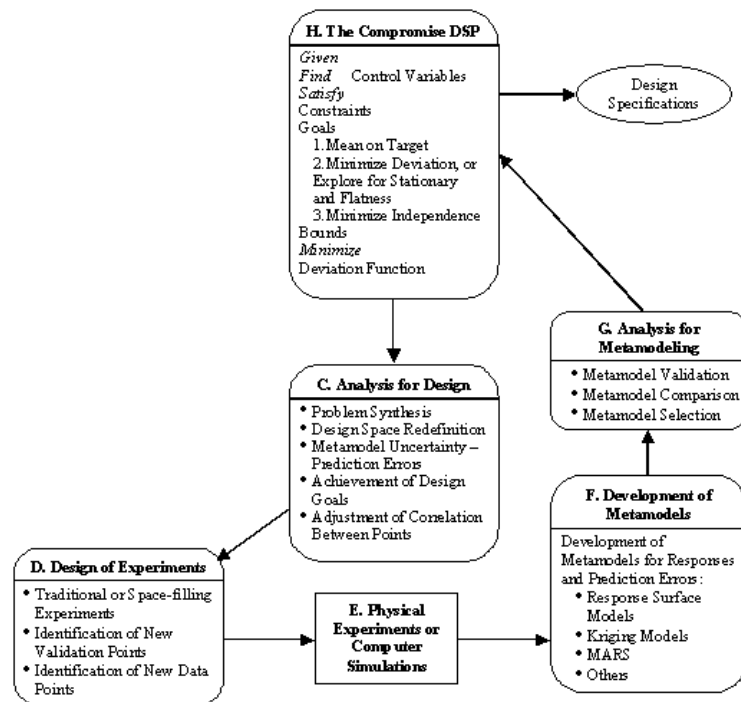 H. The Compromise DSP
Given
Find Control Variables
Satisfy
Constraints
Goals
1. Mean on Target
2. Minimize Deviation, or
Explore for Stationary
and Flatness
3. Minimize Independence
Bounds
Minimize
Deviation Function
Design
Specifications
G. Analysis for
Metamodeling
• Metamodel Validation
• Metamodel Comparison
• Metamodel Selection
C. Analysis for Design
• Problem Synthesis
• Design Space Redefinition
• Metamodel Uncertainty –
Prediction Errors
• Achievement of Design
Goals
• Adjustment of Correlation
Between Points
F. Development of
Metamodels
Development of
Metamodels for Responses
and Prediction Errors:
• Response Surface
Models
• Kriging Models
• MARS
• Others
D. Design of Experiments
• Traditional or Space-filling
Experiments
• Identification of New
Validation Points
• Identification of New Data
Points
E. Physical
Experiments or
Computer
Simulations